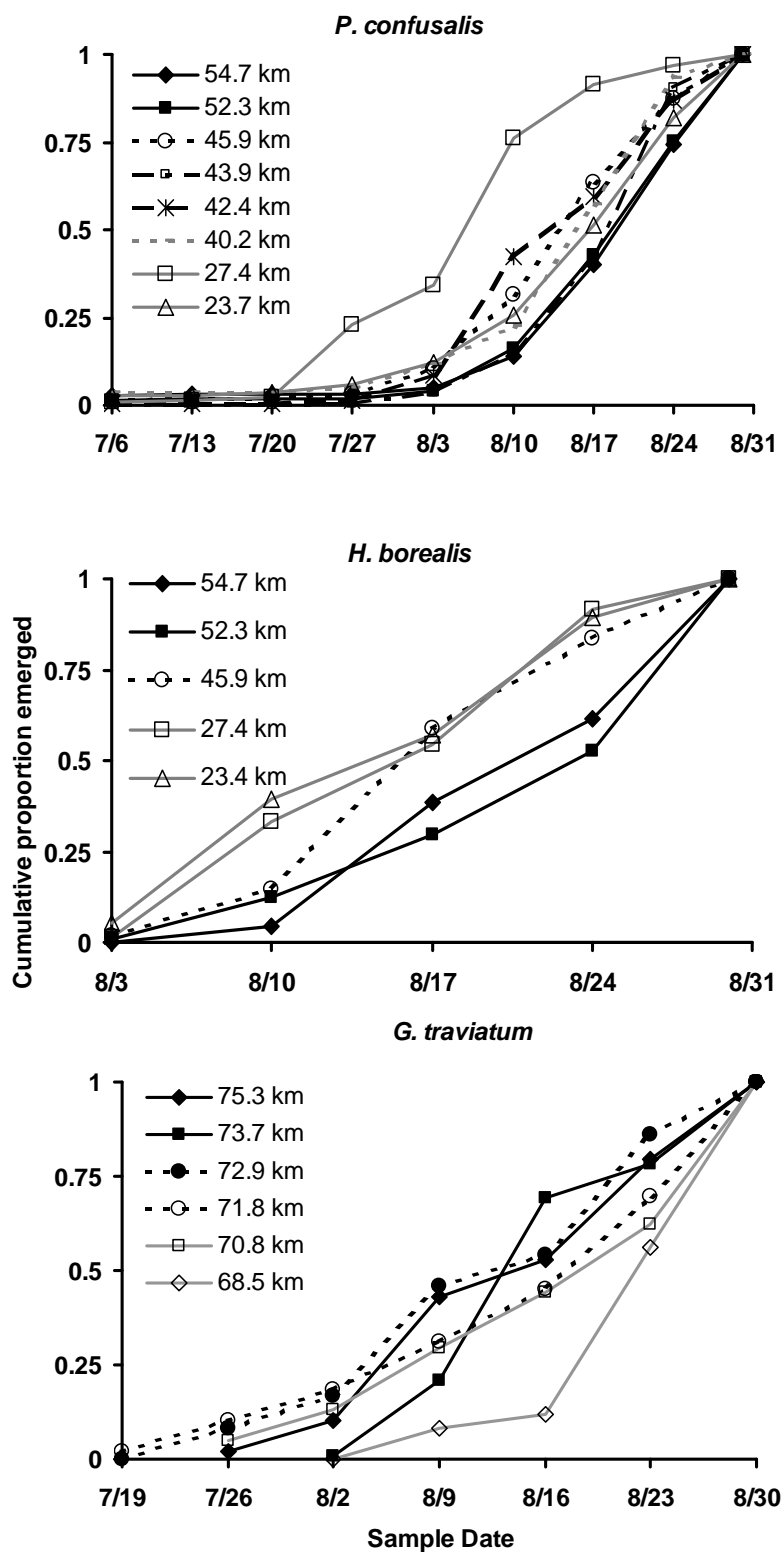 P. confusalis
1
0.75
0.5
0.25
0
54.7 km
52.3 km
45.9 km
43.9 km
42.4 km
40.2 km
27.4 km
23.7 km
7/6 7/13 7/20 7/27 8/3 8/10 8/17 8/24 8/31
H. borealis
Cumulative proportion emerged
1
0.75
0.5
0.25
0
54.7 km
52.3 km
45.9 km
27.4 km
23.4 km
8/3 8/10 8/17 8/24 8/31
G. traviatum
1
0.75
0.5
0.25
0
75.3 km
73.7 km
72.9 km
71.8 km
70.8 km
68.5 km
7/19 7/26 8/2 8/9 8/16 8/23 8/30
Sample Date